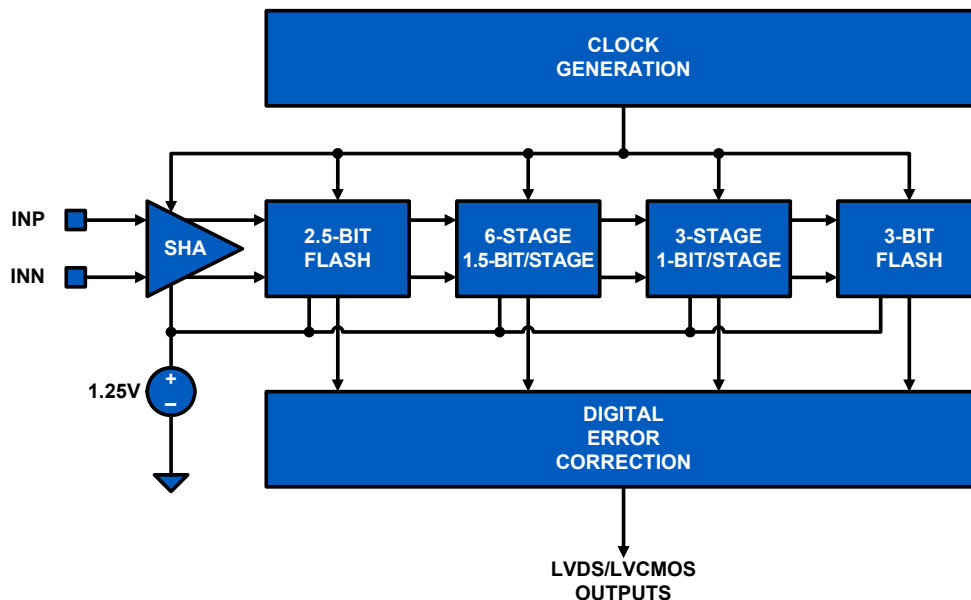 CLOCK
GENERATION
INP
INN
SHA
2.5-BIT
FLASH
6-STAGE
1.5-BIT/STAGE
3-STAGE
1-BIT/STAGE
3-BIT
FLASH
1.25V
+
–
DIGITAL
ERROR
CORRECTION
LVDS/LVCMOS
OUTPUTS